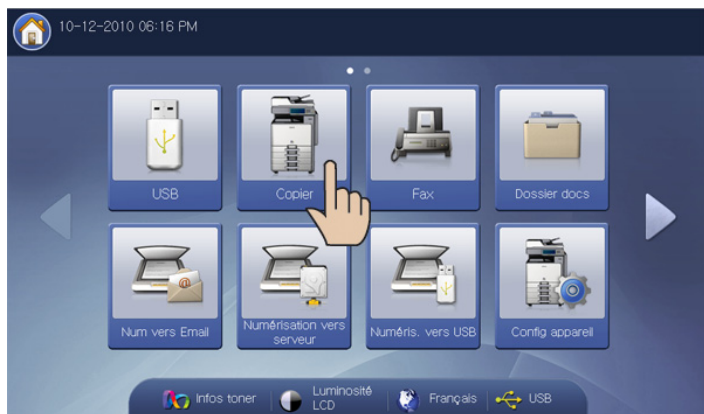 10-12-2010 06:16 PM
USB
Copier
Fax
Dossier docs
Num vers Email
Numérisation vers
serveur
Numéris. vers USB
Config appareil
Infos toner
Luminosité
LCD
Français
USB